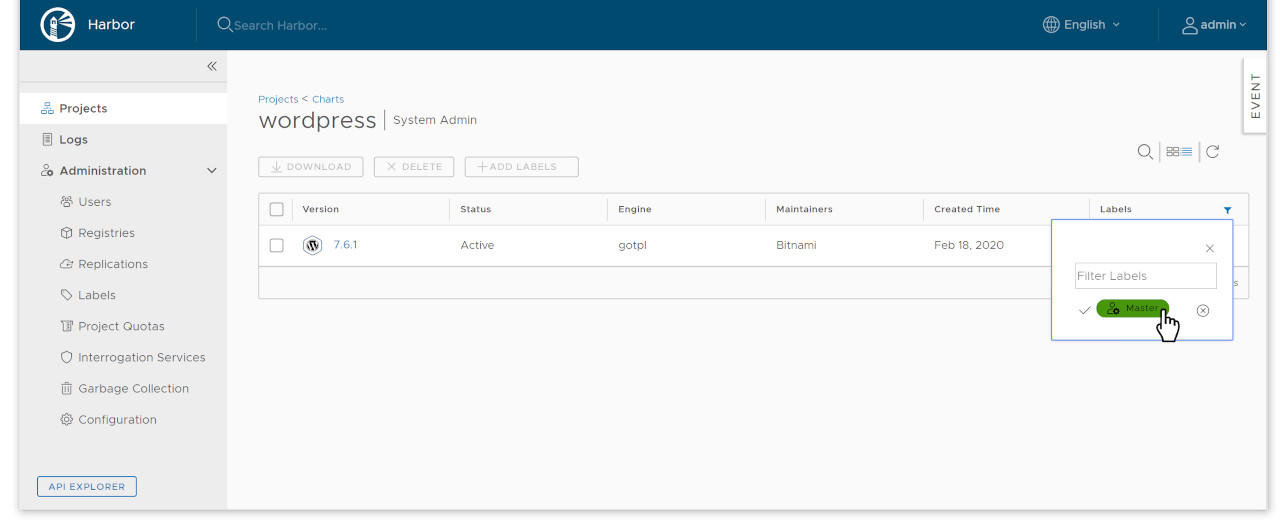 Harbor
Search Harbor...
English
admin
EVENT
Projects
Logs
Administration
Users
Registries
Replications
Labels
Project Quotas
Interrogation Services
Garbage Collection
Configuration
API EXPLORER
Projects < Charts
wordpress | System Admin
DOWNLOAD
DELETE
ADD LABELS
Version Status Engine Maintainers Created Time Labels
7.6.1 Active gotpl Bitnami Feb 18, 2020
Filter Labels
Master